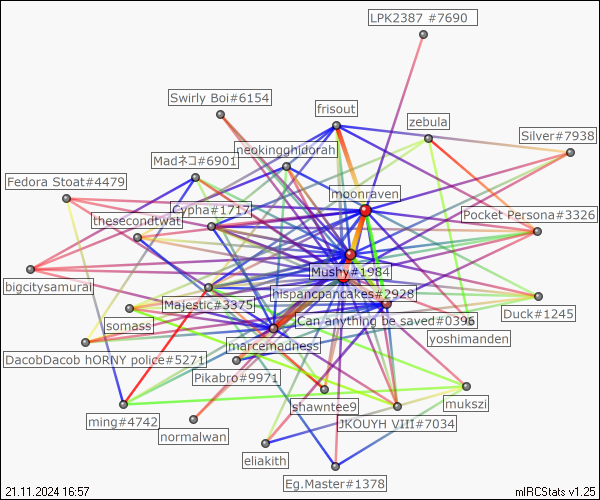 LPK2387 #7690
Swirly Boi#6154
frisout
zebula
Silver#7938
neokingghidorah
Madネコ#6901
Fedora Stoat#4479
moonraven
Cypha#1717
Pocket Persona#3326
thesecondtwat
Mushy#1984
bigcitysamurai
hispancpancakes#2928
Majestic#3375
Duck#1245
somass
Can anything be saved#0396
yoshimanden
marcemadness
DacobDacob hORNY police#5271
Pikabro#9971
shawntee9
mukszi
ming#4742
JKOUYH VIII#7034
normalwan
eliakith
Eg.Master#1378
21.11.2024 16:57
mIRCStats v1.25